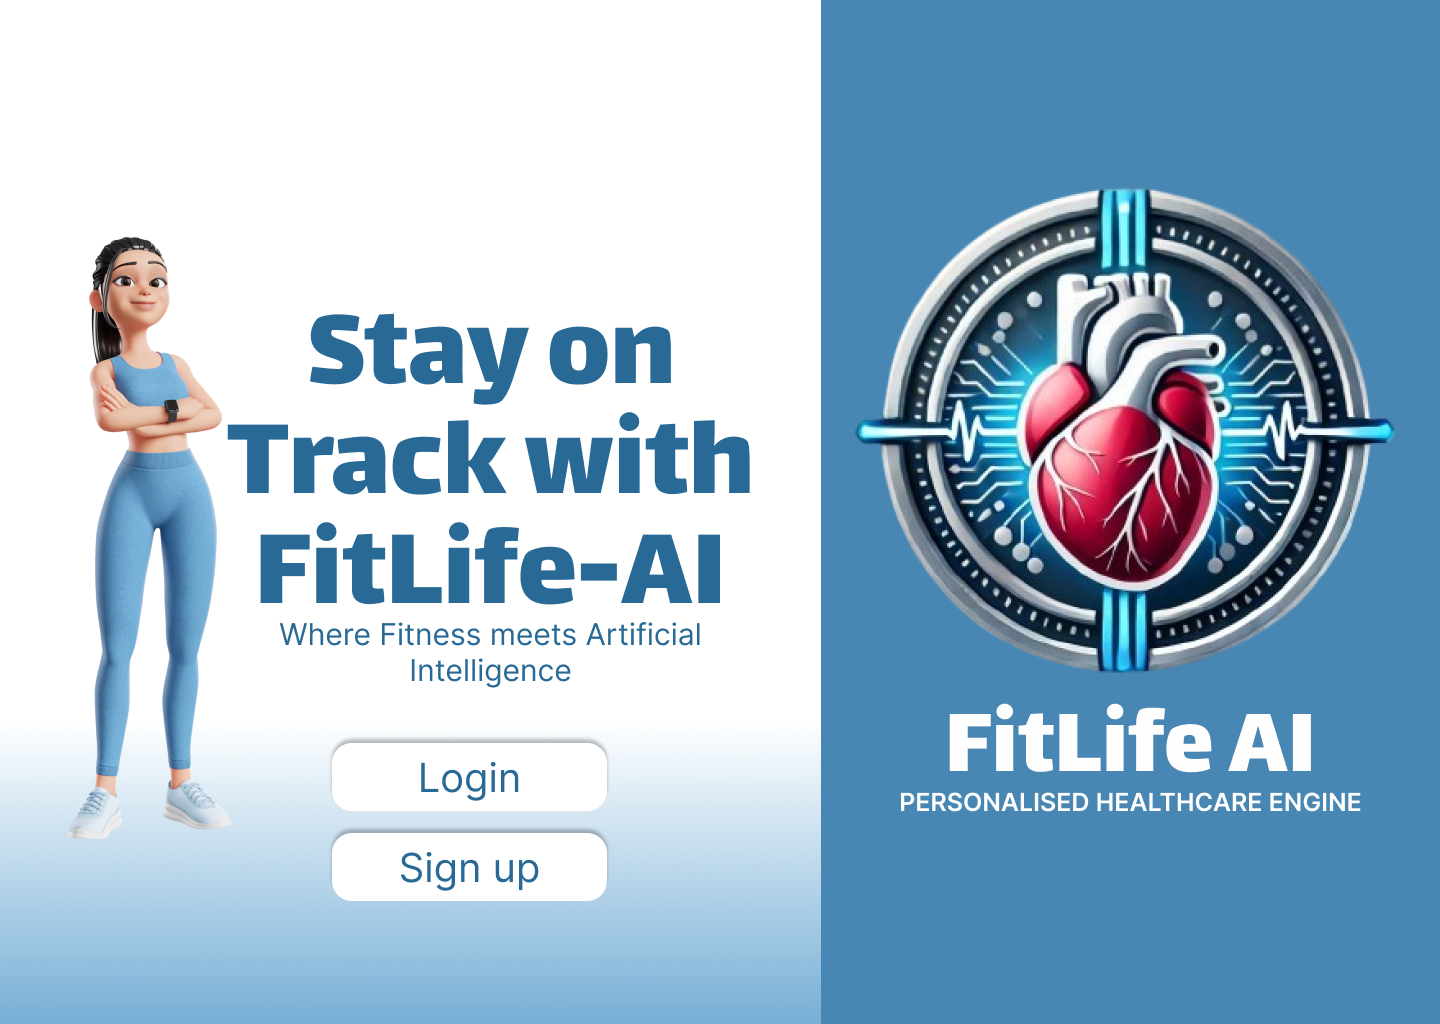 Stay on
Track with
FitLife-AI
Where Fitness meets Artificial
Intelligence
Login
Sign up
FitLife AI
PERSONALISED HEALTHCARE ENGINE